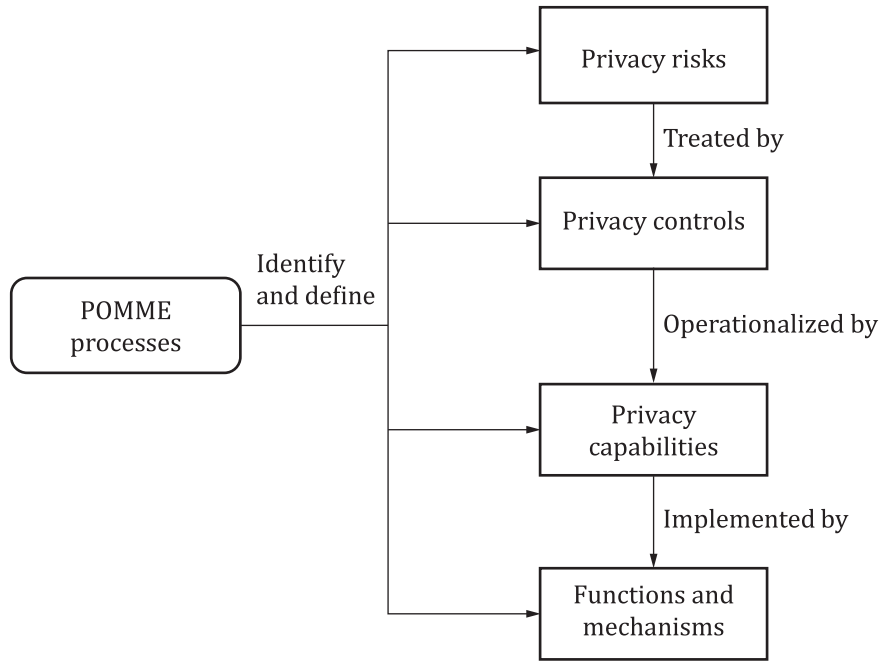 Privacy risks
Treated by
Privacy controls
Identify
and define
POMME
processes
Operationalized by
Privacy
capabilities
Implemented by
Functions and
mechanisms